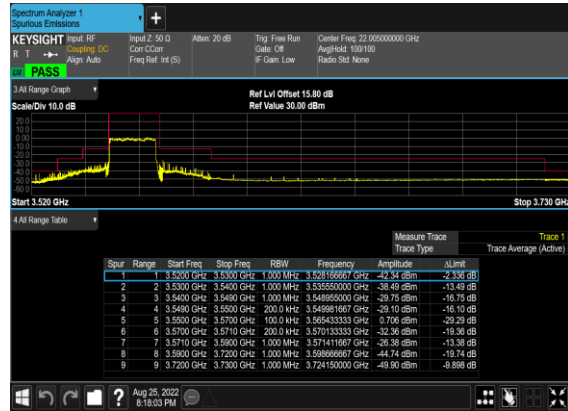 Spectrum Analyzer 1
Spurious Emissions
+
KEYSIGHT Input: RF Input Z: 50 Ω Atten: 20 dB Trig: Free Run Center Freq: 22.005000000 GHz
R T Coupling: DC Corr CCorr Gate: Off Avg|Hold: 100/100
Align: Auto Freq Ref: Int (S) IF Gain: Low Radio Std: None
PASS
3 All Range Graph
Ref Lvl Offset 15.80 dB
Scale/Div 10.0 dB Ref Value 30.00 dBm
20.0
10.0
0.00
-10.0
-20.0
-30.0
-40.0
-50.0
-60.0
Start 3.520 GHz Stop 3.730 GHz
4 All Range Table
Measure Trace Trace 1
Trace Type Trace Average (Active)
Spur Range Start Freq Stop Freq RBW Frequency Amplitude ΔLimit
1 1 3.5200 GHz 3.5300 GHz 1.000 MHz 3.528166667 GHz -42.34 dBm -2.336 dB
2 2 3.5300 GHz 3.5400 GHz 1.000 MHz 3.535550000 GHz -38.49 dBm -13.49 dB
3 3 3.5400 GHz 3.5490 GHz 1.000 MHz 3.548955000 GHz -29.75 dBm -16.75 dB
4 4 3.5490 GHz 3.5500 GHz 200.0 kHz 3.549981667 GHz -29.10 dBm -16.10 dB
5 5 3.5500 GHz 3.5700 GHz 100.0 kHz 3.565433333 GHz 0.706 dBm -29.29 dB
6 6 3.5700 GHz 3.5710 GHz 200.0 kHz 3.570133333 GHz -32.36 dBm -19.36 dB
7 7 3.5710 GHz 3.5900 GHz 1.000 MHz 3.571411667 GHz -26.38 dBm -13.38 dB
8 8 3.5900 GHz 3.7200 GHz 1.000 MHz 3.598666667 GHz -44.74 dBm -19.74 dB
9 9 3.7200 GHz 3.7300 GHz 1.000 MHz 3.724150000 GHz -49.90 dBm -9.898 dB
? Aug 25, 2022
8:18:03 PM